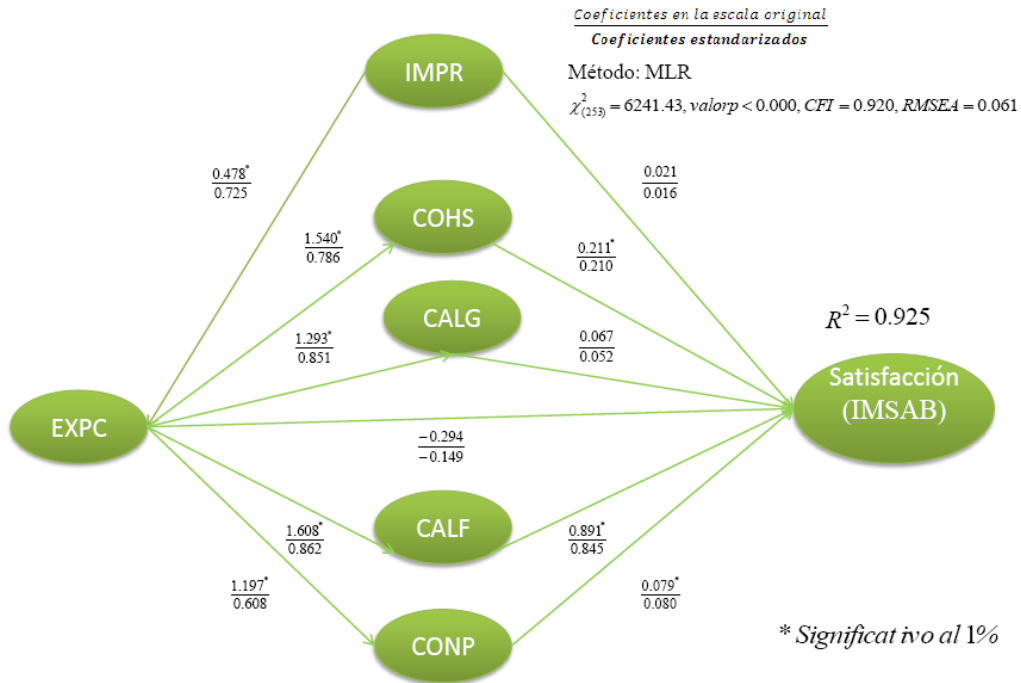 Coeficientes en la escala original
Coeficientes estandarizados
Método: MLR
χ²(253) = 6241.43, valorp < 0.000, CFI = 0.920, RMSEA = 0.061
IMPR
0.478*
0.725
0.021
0.016
COHS
1.540*
0.786
0.211*
0.210
CALG
1.293*
0.851
0.067
0.052
R² = 0.925
Satisfacción
(IMSAB)
EXPC
−0.294
−0.149
CALF
1.608*
0.862
0.891*
0.845
1.197*
0.608
0.079*
0.080
CONP
* Significat ivo al 1%